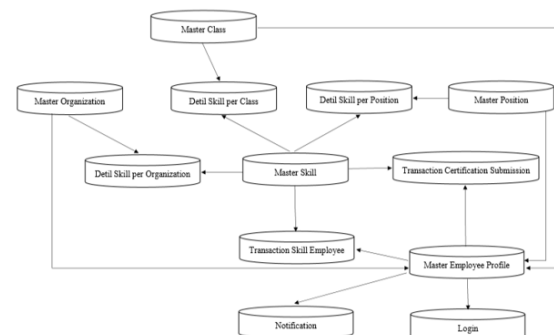 Master Class
Master Organization
Detil Skill per Class
Detil Skill per Position
Master Position
Detil Skill per Organization
Master Skill
Transaction Certification Submission
Transaction Skill Employee
Master Employee Profile
Notification
Login